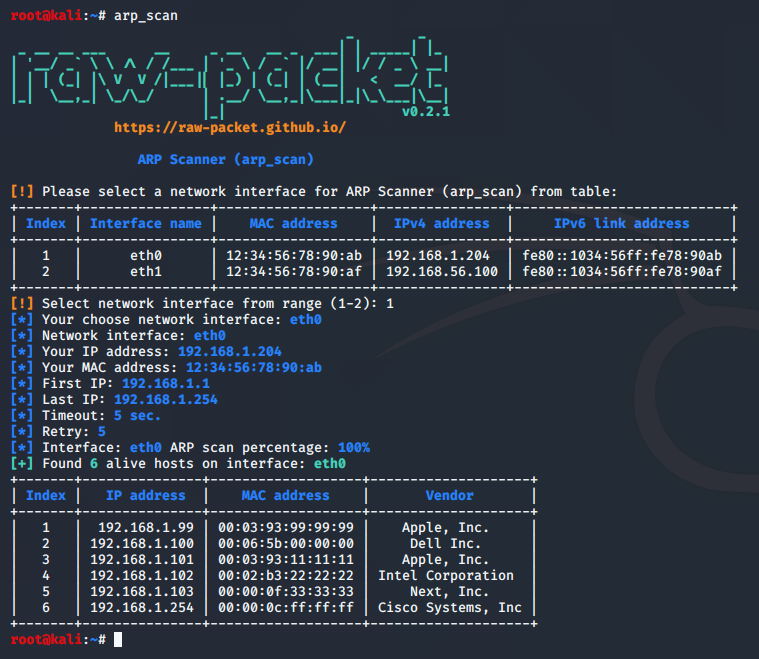 root@kali:~# arp_scan
raw-packet
v0.2.1
https://raw-packet.github.io/
ARP Scanner (arp_scan)
[!] Please select a network interface for ARP Scanner (arp_scan) from table:
| Index | Interface name | MAC address | IPv4 address | IPv6 link address |
| 1 | eth0 | 12:34:56:78:90:ab | 192.168.1.204 | fe80::1034:56ff:fe78:90ab |
| 2 | eth1 | 12:34:56:78:90:af | 192.168.56.100 | fe80::1034:56ff:fe78:90af |
[!] Select network interface from range (1-2): 1
[*] Your choose network interface: eth0
[*] Network interface: eth0
[*] Your IP address: 192.168.1.204
[*] Your MAC address: 12:34:56:78:90:ab
[*] First IP: 192.168.1.1
[*] Last IP: 192.168.1.254
[*] Timeout: 5 sec.
[*] Retry: 5
[*] Interface: eth0 ARP scan percentage: 100%
[+] Found 6 alive hosts on interface: eth0
| Index | IP address | MAC address | Vendor |
| 1 | 192.168.1.99 | 00:03:93:99:99:99 | Apple, Inc. |
| 2 | 192.168.1.100 | 00:06:5b:00:00:00 | Dell Inc. |
| 3 | 192.168.1.101 | 00:03:93:11:11:11 | Apple, Inc. |
| 4 | 192.168.1.102 | 00:02:b3:22:22:22 | Intel Corporation |
| 5 | 192.168.1.103 | 00:00:0f:33:33:33 | Next, Inc. |
| 6 | 192.168.1.254 | 00:00:0c:ff:ff:ff | Cisco Systems, Inc |
root@kali:~#